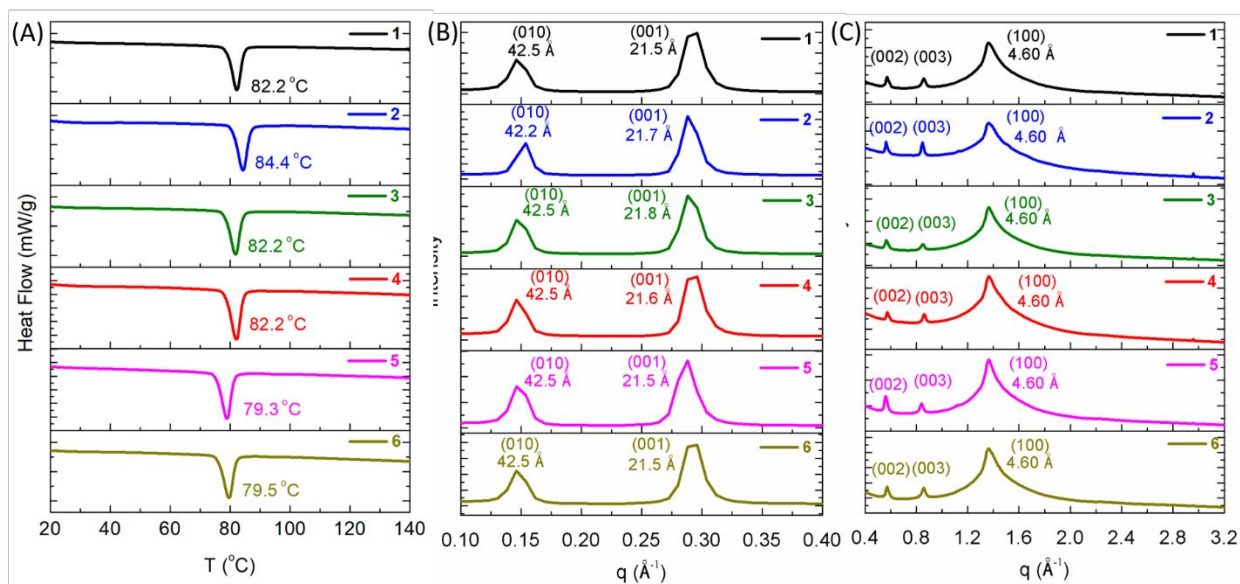 (A)
Heat Flow (mW/g)
1
82.2 °C
2
84.4 °C
3
82.2 °C
4
82.2 °C
5
79.3 °C
6
79.5 °C
20 40 60 80 100 120 140
T (°C)
(B)
(010)
42.5 Å
(001)
21.5 Å
1
(010)
42.2 Å
(001)
21.7 Å
2
(010)
42.5 Å
(001)
21.8 Å
3
(010)
42.5 Å
(001)
21.6 Å
4
(010)
42.5 Å
(001)
21.5 Å
5
(010)
42.5 Å
(001)
21.5 Å
6
0.10 0.15 0.20 0.25 0.30 0.35 0.40
q (Å⁻¹)
(C)
(002) (003)
(100)
4.60 Å
1
(002) (003)
(100)
4.60 Å
2
(002) (003)
(100)
4.60 Å
3
(002) (003)
(100)
4.60 Å
4
(002) (003)
(100)
4.60 Å
5
(002) (003)
(100)
4.60 Å
6
0.4 0.8 1.2 1.6 2.0 2.4 2.8 3.2
q (Å⁻¹)